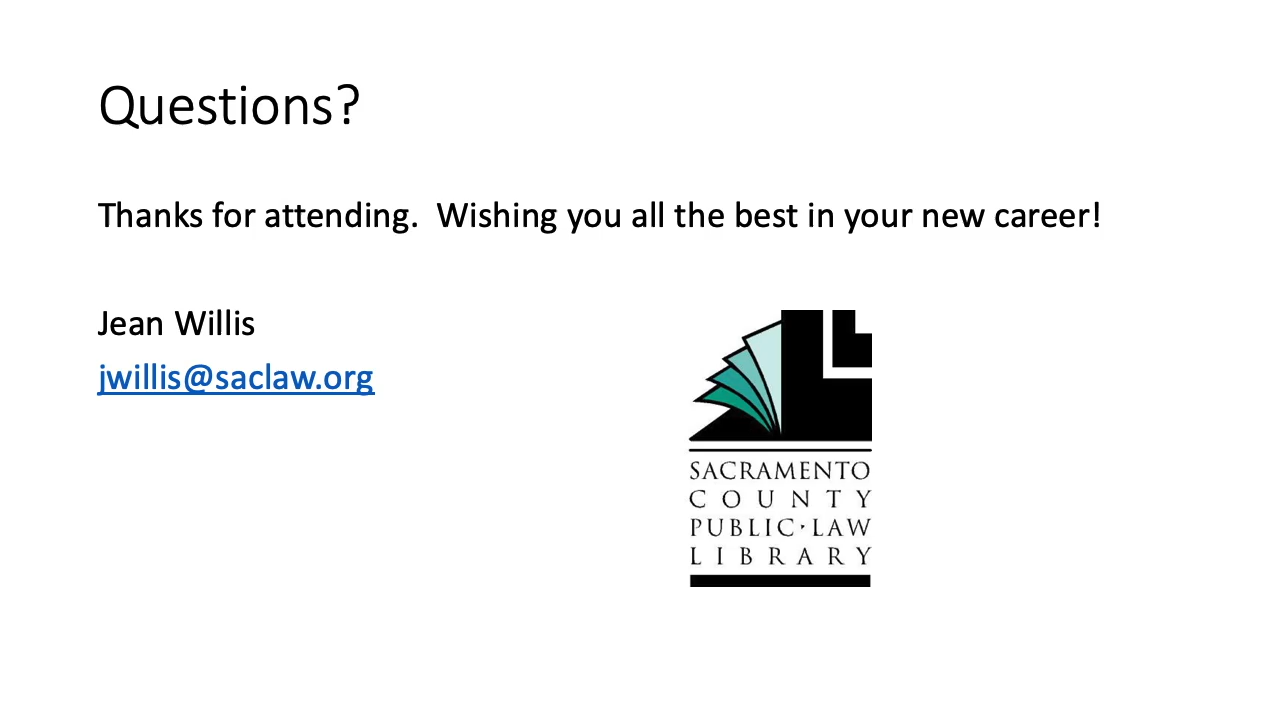 Questions?
Thanks for attending.  Wishing you all the best in your new career!
Jean Willis
jwillis@saclaw.org
SACRAMENTO
COUNTY
PUBLIC·LAW
LIBRARY